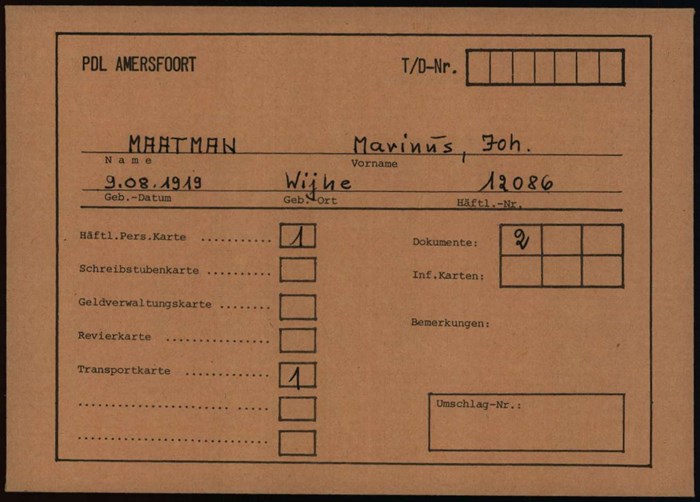 PDL AMERSFOORT T/D-Nr.
MAATMAN Marinus, Joh.
Name Vorname
9.08.1919 Wijhe 12086
Geb.-Datum Geb.-Ort Häftl.-Nr.
Häftl.Pers.Karte .......... 1 Dokumente: 2
Schreibstubenkarte .......... Inf.Karten:
Geldverwaltungskarte ........
Revierkarte ................ Bemerkungen:
Transportkarte ............... 1
........................ ..... Umschlag-Nr.:
..............................